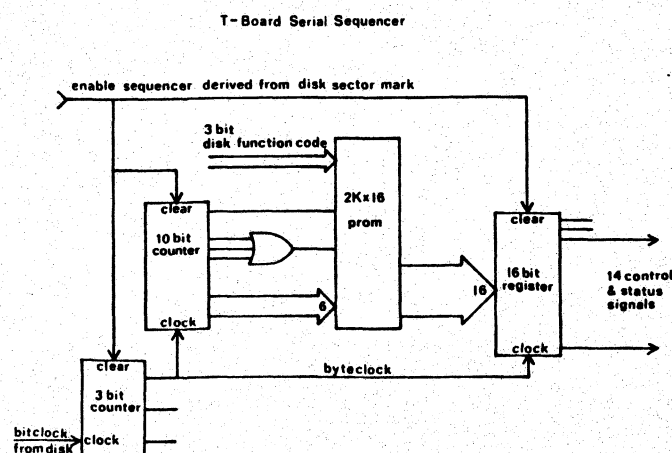 T-Board Serial Sequencer
enable sequencer derived from disk sector mark
3 bit
disk function code
2Kx16
prom
clear
10 bit
counter
clock
6
16
clear
16 bit
register
clock
14 control
& status
signals
byteclock
clear
3 bit
counter
clock
bitclock
from disk